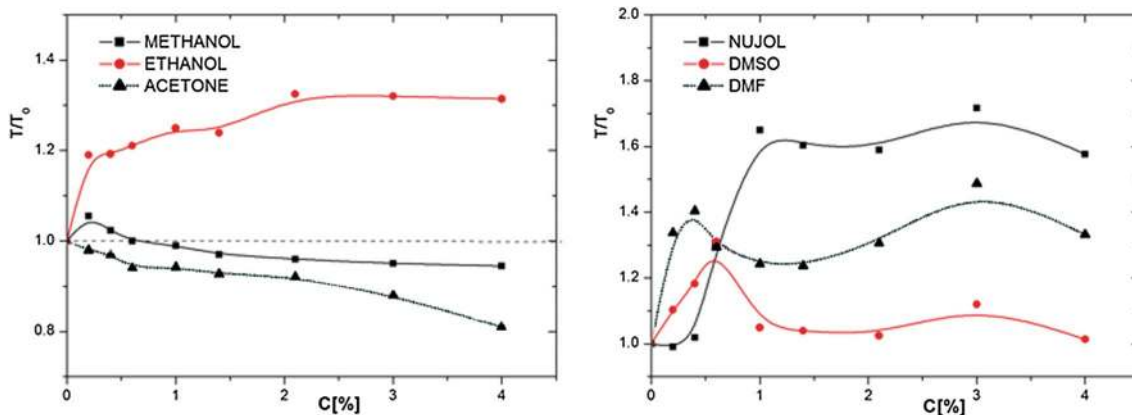 METHANOL
ETHANOL
ACETONE
T/T₀
1.4
1.2
1.0
0.8
0 1 2 3 4
C[%]
NUJOL
DMSO
DMF
T/T₀
2.0
1.8
1.6
1.4
1.2
1.0
0 1 2 3 4
C[%]